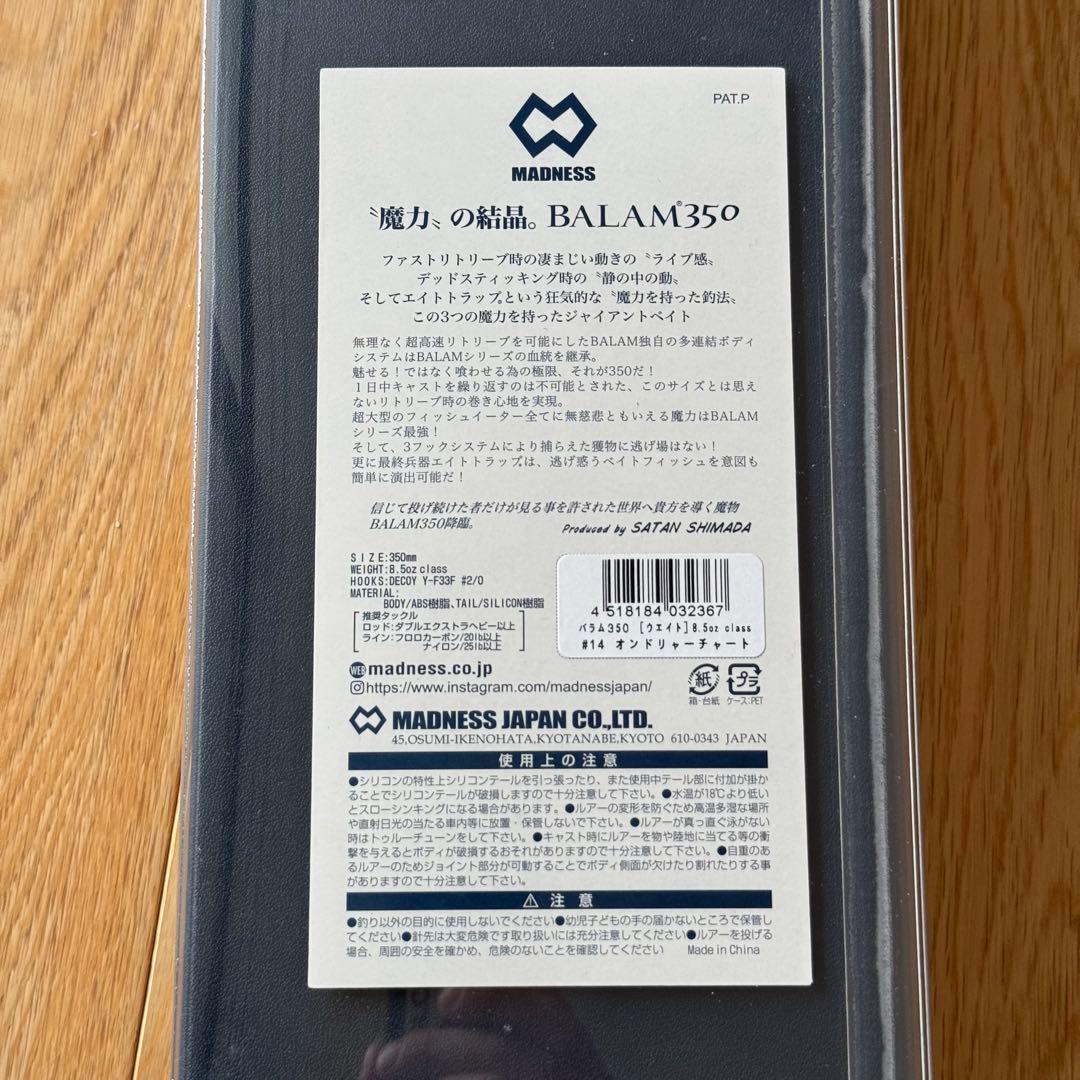 PAT.P
MADNESS
〝魔力〟の結晶。BALAM®350
ファストリトリーブ時の凄まじい動きの〝ライブ感〟
デッドスティッキング時の〝静の中の動〟
そしてエイトトラップ®という狂気的な〝魔力を持った釣法〟
この3つの魔力を持ったジャイアントベイト
無理なく超高速リトリーブを可能にしたBALAM独自の多連結ボディ
システムはBALAMシリーズの血統を継承。
魅せる！ではなく喰わせる為の極限、それが350だ！
１日中キャストを繰り返すのは不可能とされた、このサイズとは思え
ないリトリーブ時の巻き心地を実現。
超大型のフィッシュイーター全てに無慈悲ともいえる魔力はBALAM
シリーズ最強！
そして、3フックシステムにより捕らえた獲物に逃げ場はない！
更に最終兵器エイトトラップ®は、逃げ惑うベイトフィッシュを意図も
簡単に演出可能だ！
信じて投げ続けた者だけが見る事を許された世界へ貴方を導く魔物
BALAM350降臨。
Produced by SATAN SHIMADA
SIZE:350mm
WEIGHT:8.5oz class
HOOKS:DECOY Y-F33F #2/0
MATERIAL:
BODY/ABS樹脂、TAIL/SILICON樹脂
推奨タックル
ロッド:ダブルエクストラヘビー以上
ライン:フロロカーボン/20lb以上
ナイロン/25lb以上
4 518184 032367
バラム350 [ウエイト]8.5oz class
#14 オンドリャーチャート
WEB madness.co.jp
https://www.instagram.com/madnessjapan/
紙
箱・台紙
プラ
ケース:PET
MADNESS JAPAN CO.,LTD.
45,OSUMI-IKENOHATA,KYOTANABE,KYOTO 610-0343 JAPAN
使用上の注意
●シリコンの特性上シリコンテールを引っ張ったり、また使用中テール部に付加が掛か
ることでシリコンテールが破損しますので十分注意して下さい。●水温が18℃より低い
とスローシンキングになる場合があります。●ルアーの変形を防ぐため高温多湿な場所
や直射日光の当たる車内等に放置・保管しないで下さい。●ルアーが真っ直ぐ泳がない
時はトゥルーチューンをして下さい。●キャスト時にルアーを物や陸地に当てる等の衝
撃を与えるとボディが破損するおそれがありますので十分注意して下さい。●自重のあ
るルアーのためジョイント部分が可動することでボディ側面が欠けたり割れたりする事
がありますので十分注意して下さい。
⚠ 注意
●釣り以外の目的に使用しないでください●幼児子どもの手の届かないところで保管し
てください●針先は大変危険です取り扱いには充分注意してください●ルアーを投げる
場合、周囲の安全を確かめ、危険のないことを確認してください Made in China